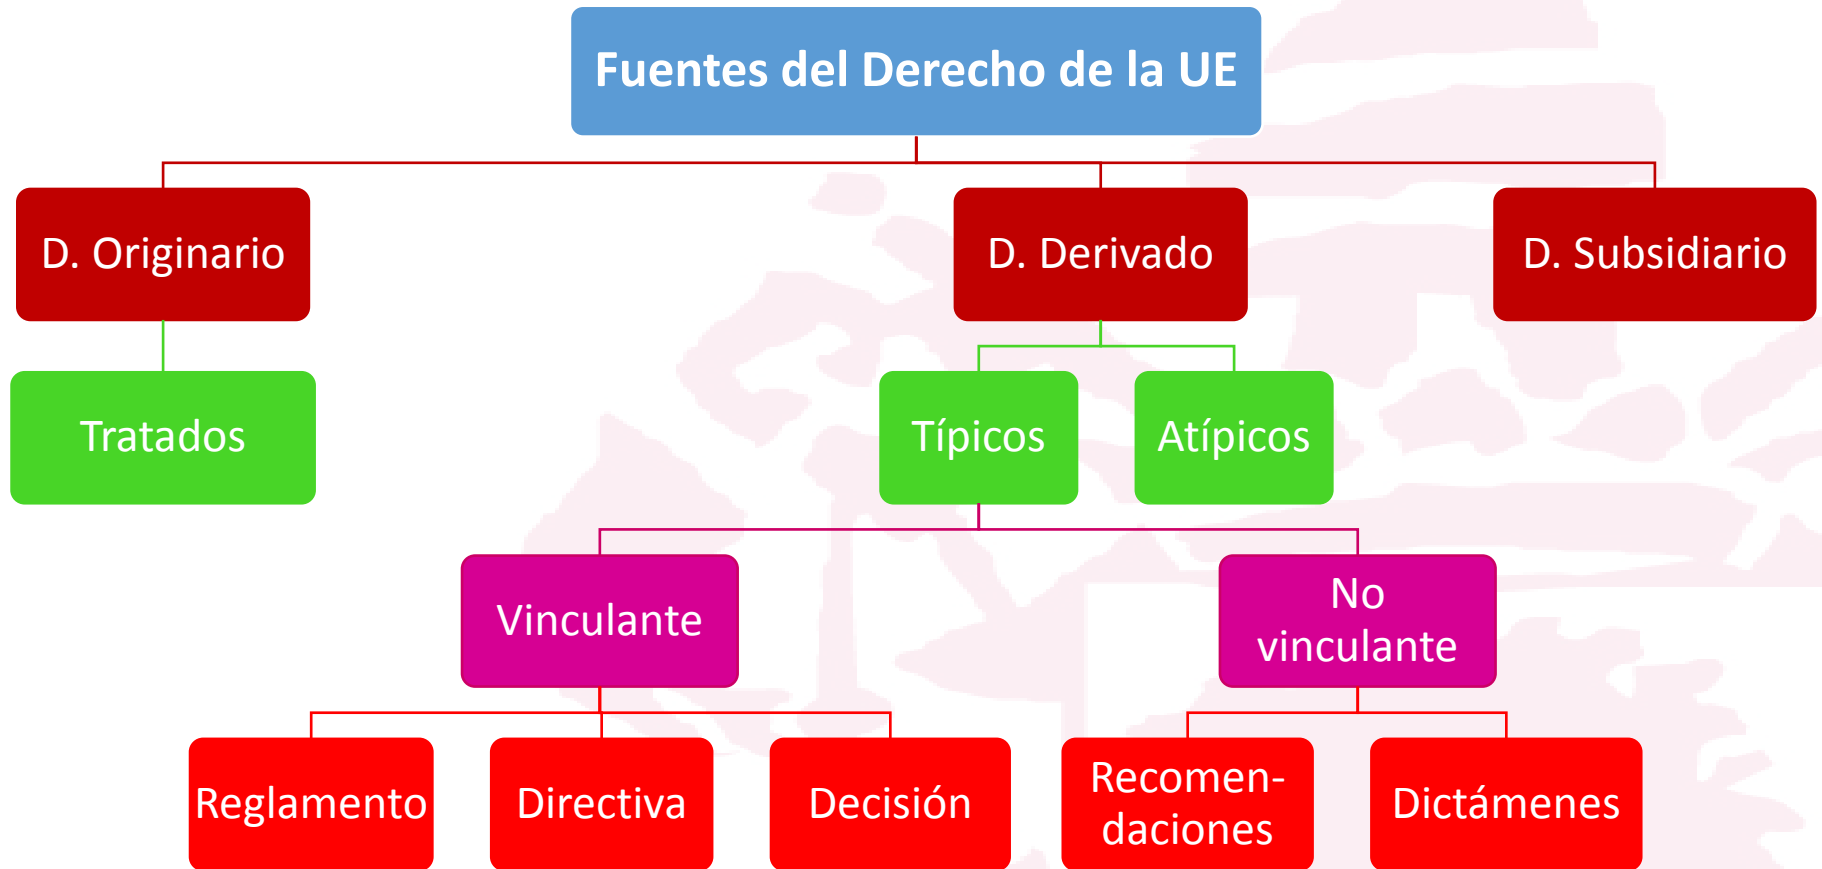 Fuentes del Derecho de la UE
D. Originario
D. Derivado
D. Subsidiario
Tratados
Típicos
Atípicos
Vinculante
No
vinculante
Reglamento
Directiva
Decisión
Recomen-
daciones
Dictámenes